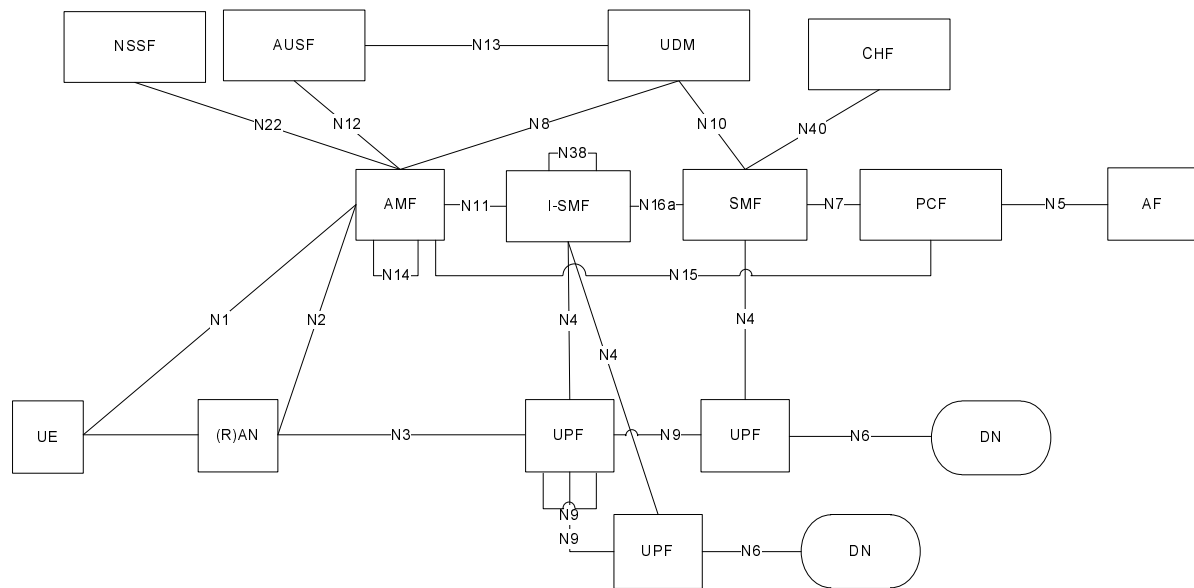 NSSF
AUSF
N13
UDM
CHF
N22
N12
N8
N10
N40
N38
AMF
N11
I-SMF
N16a
SMF
N7
PCF
N5
AF
N14
N15
N1
N2
N4
N4
N4
UE
(R)AN
N3
UPF
N9
UPF
N6
DN
N9
N9
UPF
N6
DN